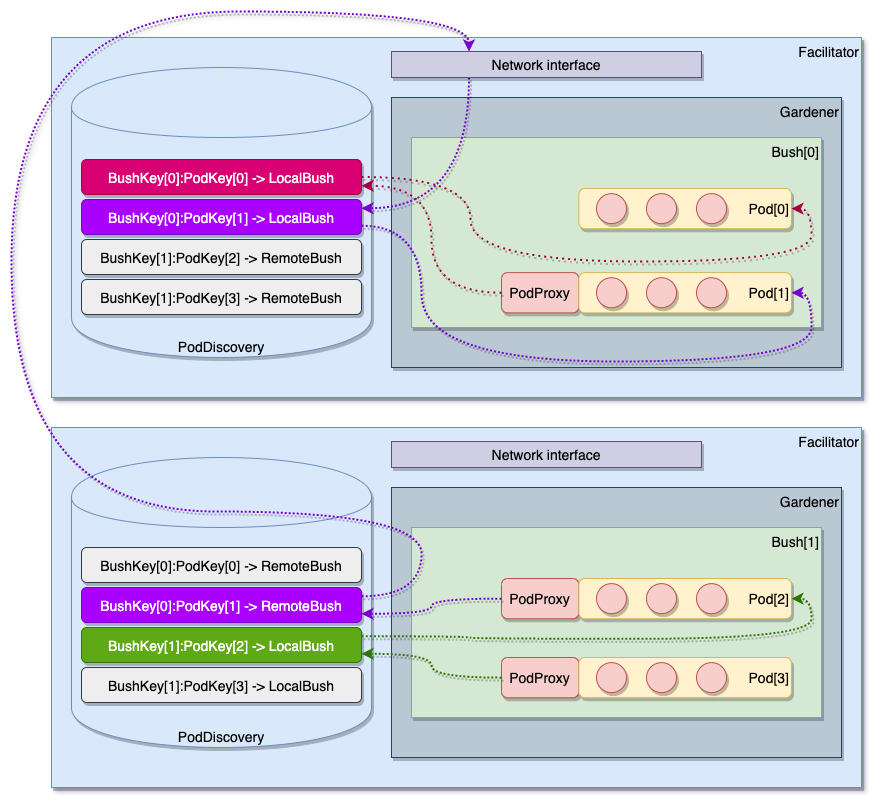 Facilitator
Network interface
Gardener
Bush[0]
BushKey[0]:PodKey[0] -> LocalBush
BushKey[0]:PodKey[1] -> LocalBush
BushKey[1]:PodKey[2] -> RemoteBush
BushKey[1]:PodKey[3] -> RemoteBush
PodDiscovery
Pod[0]
PodProxy
Pod[1]
Facilitator
Network interface
Gardener
Bush[1]
BushKey[0]:PodKey[0] -> RemoteBush
BushKey[0]:PodKey[1] -> RemoteBush
BushKey[1]:PodKey[2] -> LocalBush
BushKey[1]:PodKey[3] -> LocalBush
PodDiscovery
PodProxy
Pod[2]
PodProxy
Pod[3]